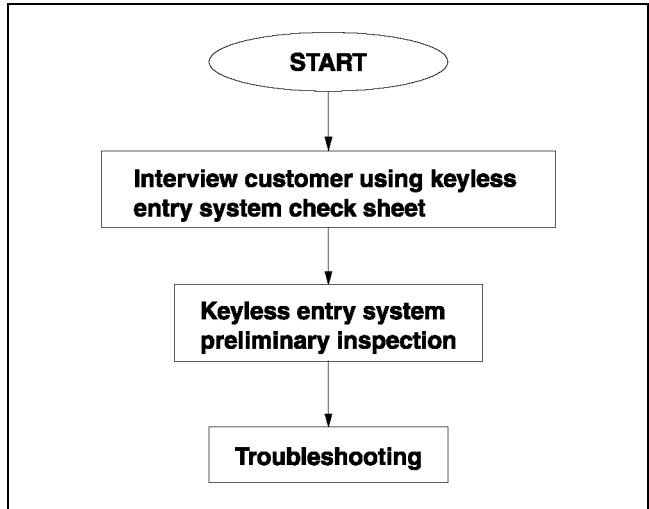 START
Interview customer using keyless
entry system check sheet
Keyless entry system
preliminary inspection
Troubleshooting